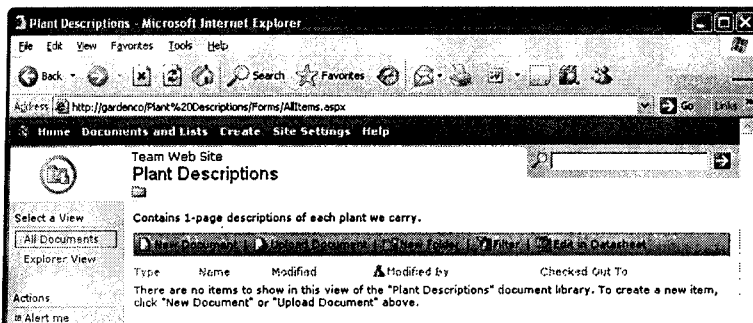 Plant Descriptions - Microsoft Internet Explorer
File Edit View Favorites Tools Help
Back Search Favorites
Address http://gardenco/Plant%20Descriptions/Forms/AllItems.aspx Go Links
Home Documents and Lists Create Site Settings Help
Team Web Site
Plant Descriptions
Select a View
Contains 1-page descriptions of each plant we carry.
All Documents
New Document | Upload Document | New Folder | Filter | Edit in Datasheet
Explorer View
Type Name Modified Modified By Checked Out To
There are no items to show in this view of the "Plant Descriptions" document library. To create a new item,
click "New Document" or "Upload Document" above.
Actions
Alert me